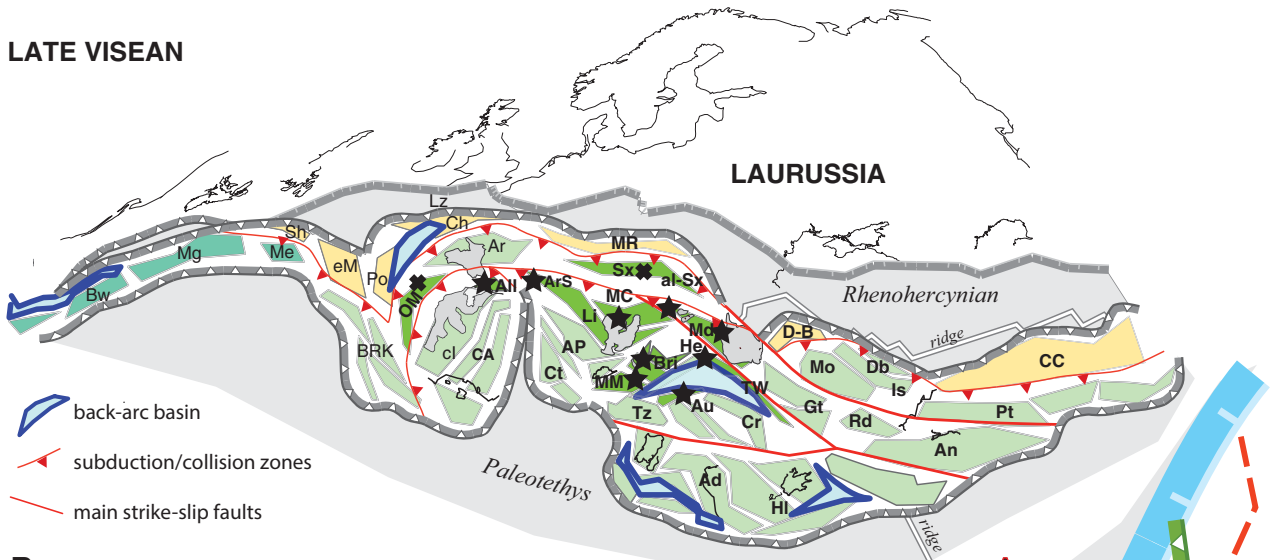 LATE VISEAN
LAURUSSIA
Lz
Ch
Sh
Mg
Me
eM
Po
Ar
MR
Bw
OM
All
ArS
Sx
al-Sx
MC
Li
Md
He
Rhenohercynian
ridge
D-B
BRK
cl
CA
AP
Ct
Bri
MM
TW
Mo
Db
Is
CC
Au
Tz
Cr
Gt
Rd
Pt
An
back-arc basin
subduction/collision zones
main strike-slip faults
Paleotethys
Ad
Hl
ridge